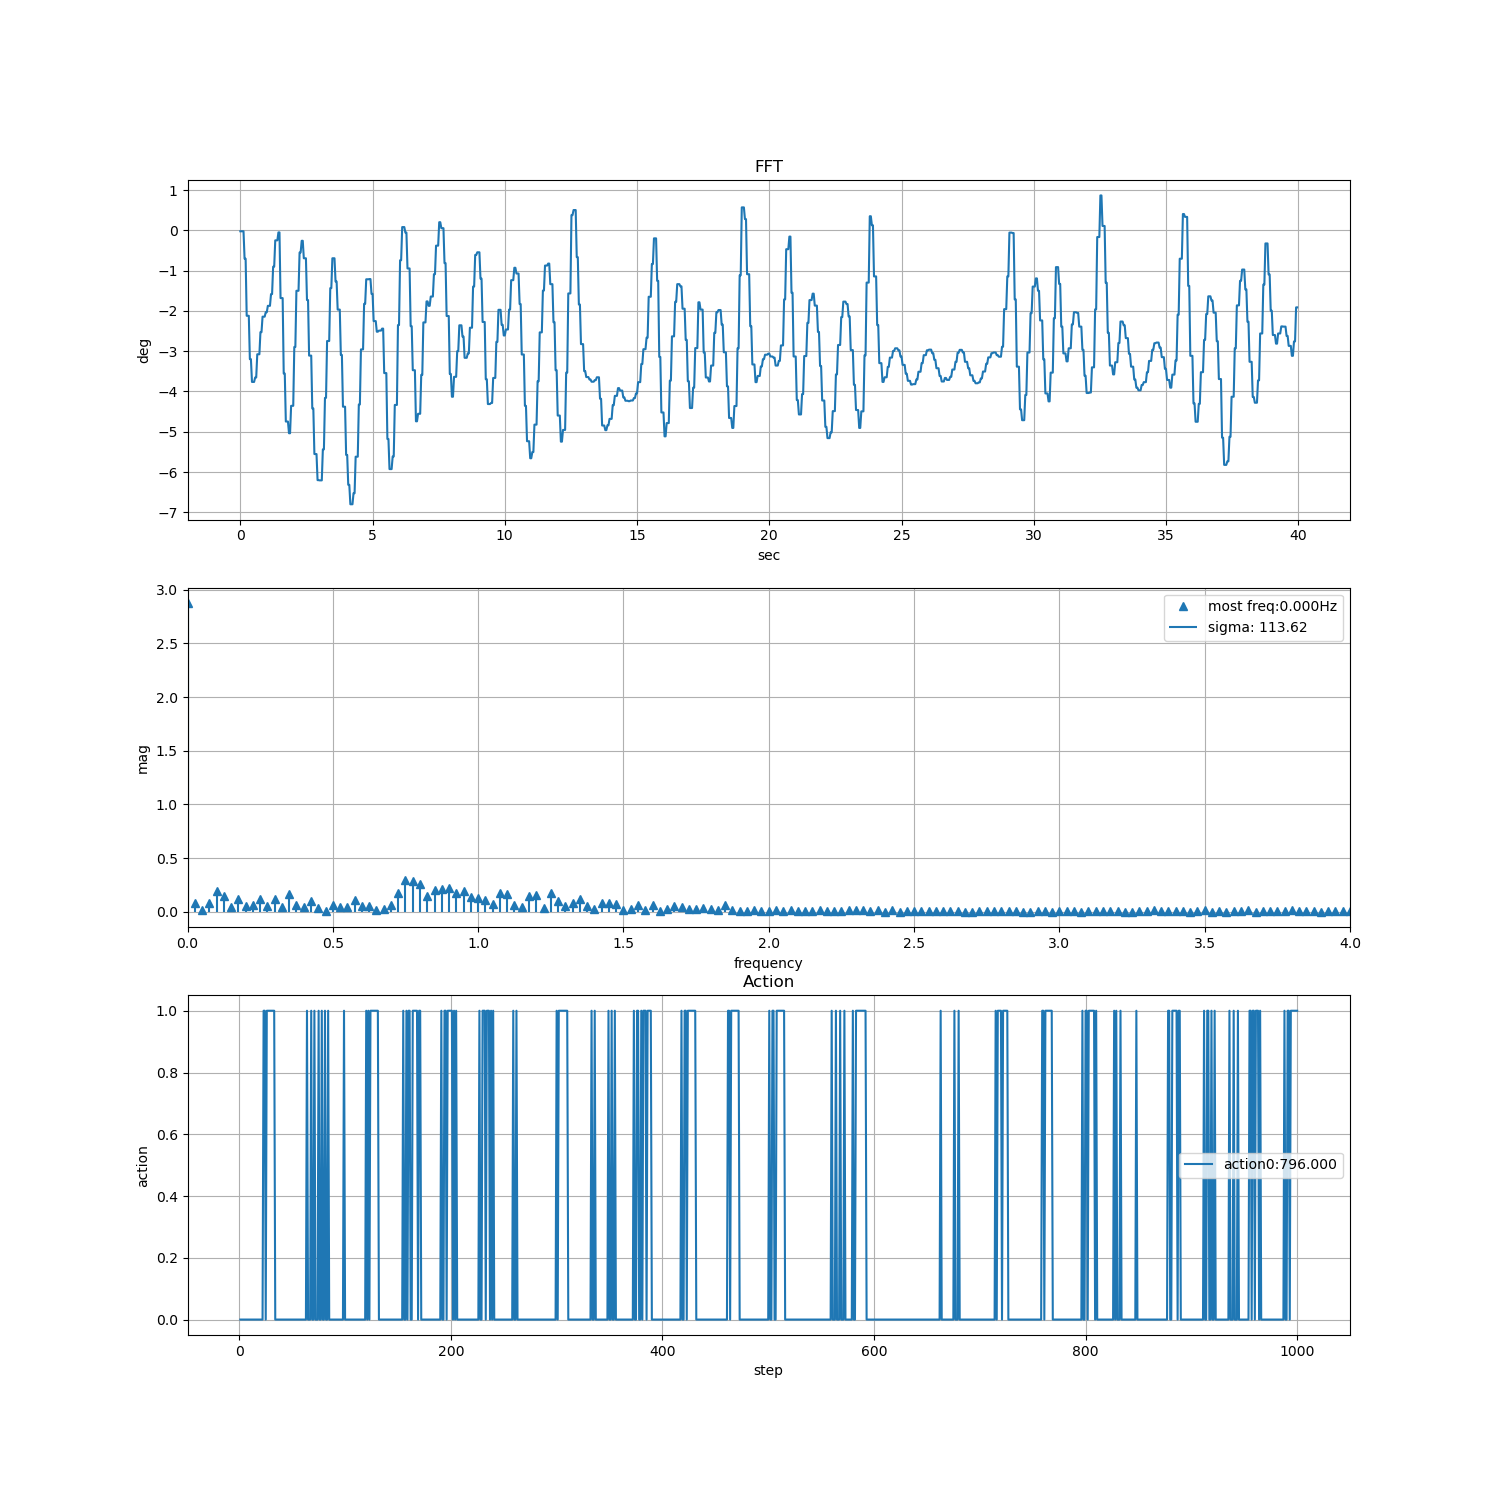 FFT
1
0
−1
−2
−3
−4
−5
−6
−7
deg
0 5 10 15 20 25 30 35 40
sec
3.0
2.5
2.0
1.5
1.0
0.5
0.0
mag
most freq:0.000Hz
sigma: 113.62
0.0 0.5 1.0 1.5 2.0 2.5 3.0 3.5 4.0
frequency
Action
1.0
0.8
0.6
0.4
0.2
0.0
action
action0:796.000
0 200 400 600 800 1000
step